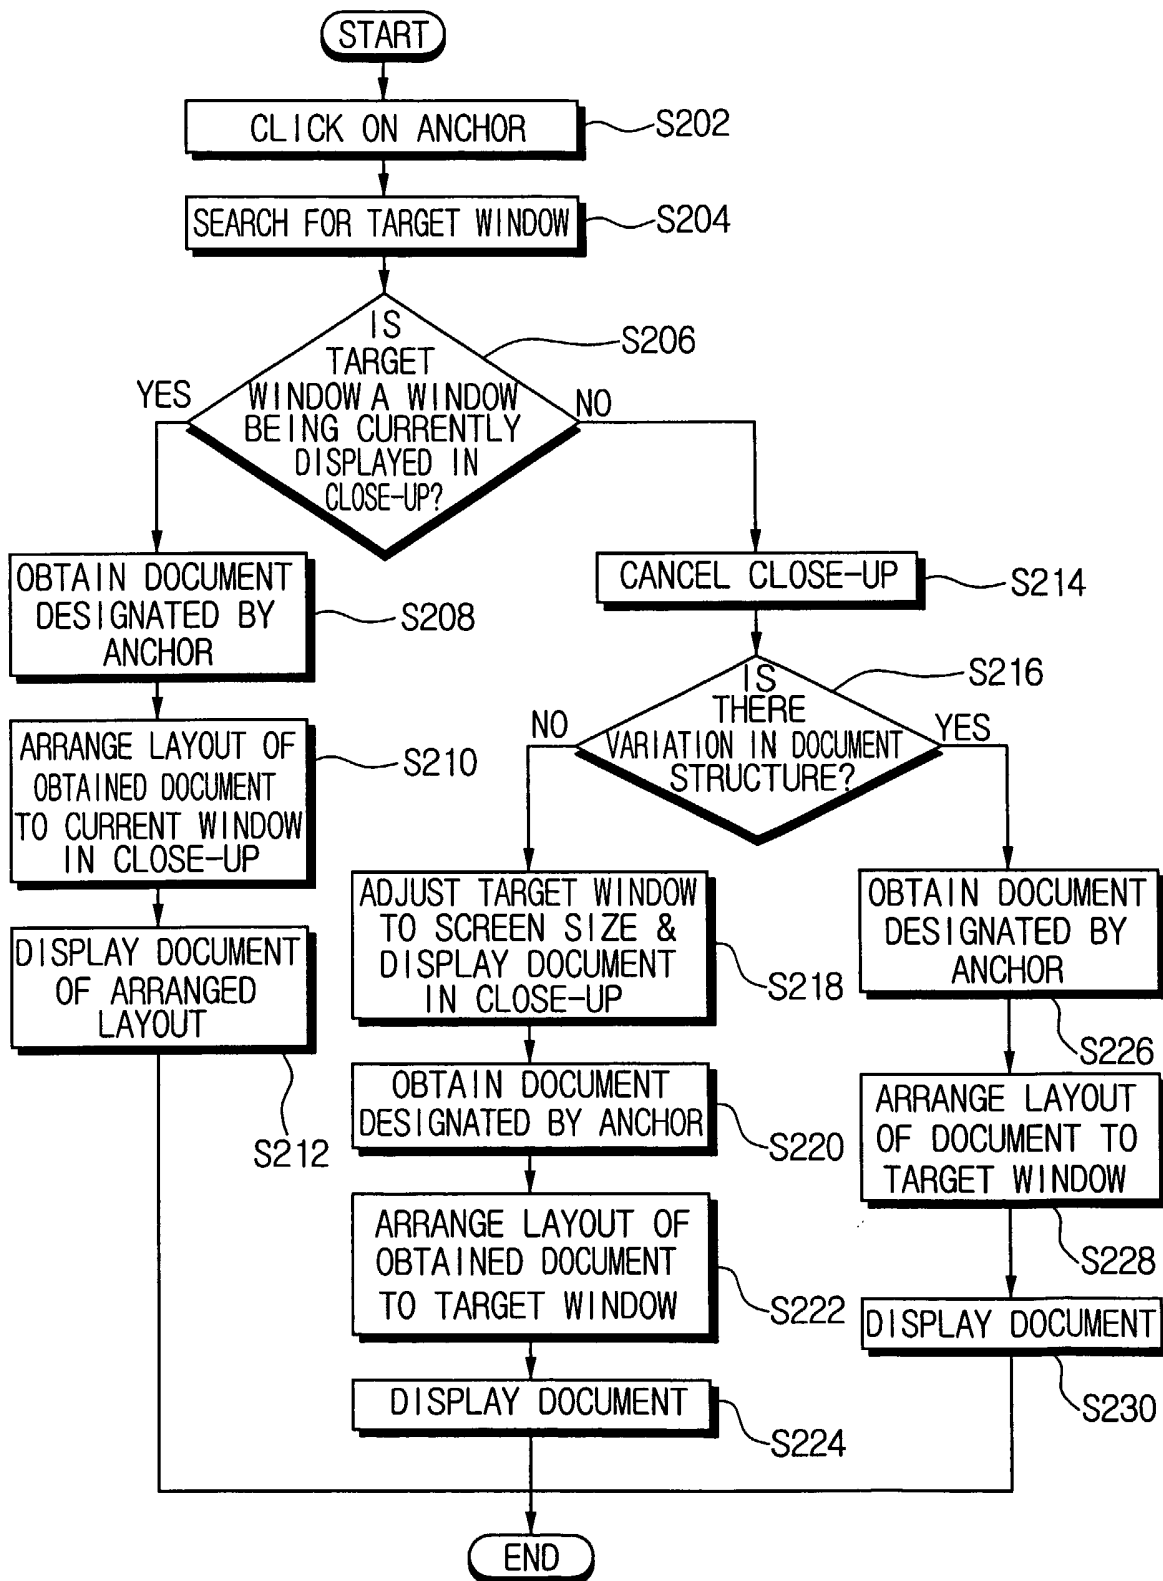 START
CLICK ON ANCHOR
S202
SEARCH FOR TARGET WINDOW
S204
IS
TARGET
WINDOW A WINDOW
BEING CURRENTLY
DISPLAYED IN
CLOSE-UP?
S206
YES
NO
OBTAIN DOCUMENT
DESIGNATED BY
ANCHOR
S208
ARRANGE LAYOUT OF
OBTAINED DOCUMENT
TO CURRENT WINDOW
IN CLOSE-UP
S210
DISPLAY DOCUMENT
OF ARRANGED
LAYOUT
S212
CANCEL CLOSE-UP
S214
IS
THERE
VARIATION IN DOCUMENT
STRUCTURE?
S216
NO
YES
ADJUST TARGET WINDOW
TO SCREEN SIZE &
DISPLAY DOCUMENT
IN CLOSE-UP
S218
OBTAIN DOCUMENT
DESIGNATED BY ANCHOR
S220
ARRANGE LAYOUT OF
OBTAINED DOCUMENT
TO TARGET WINDOW
S222
DISPLAY DOCUMENT
S224
OBTAIN DOCUMENT
DESIGNATED BY
ANCHOR
S226
ARRANGE LAYOUT
OF DOCUMENT TO
TARGET WINDOW
S228
DISPLAY DOCUMENT
S230
END